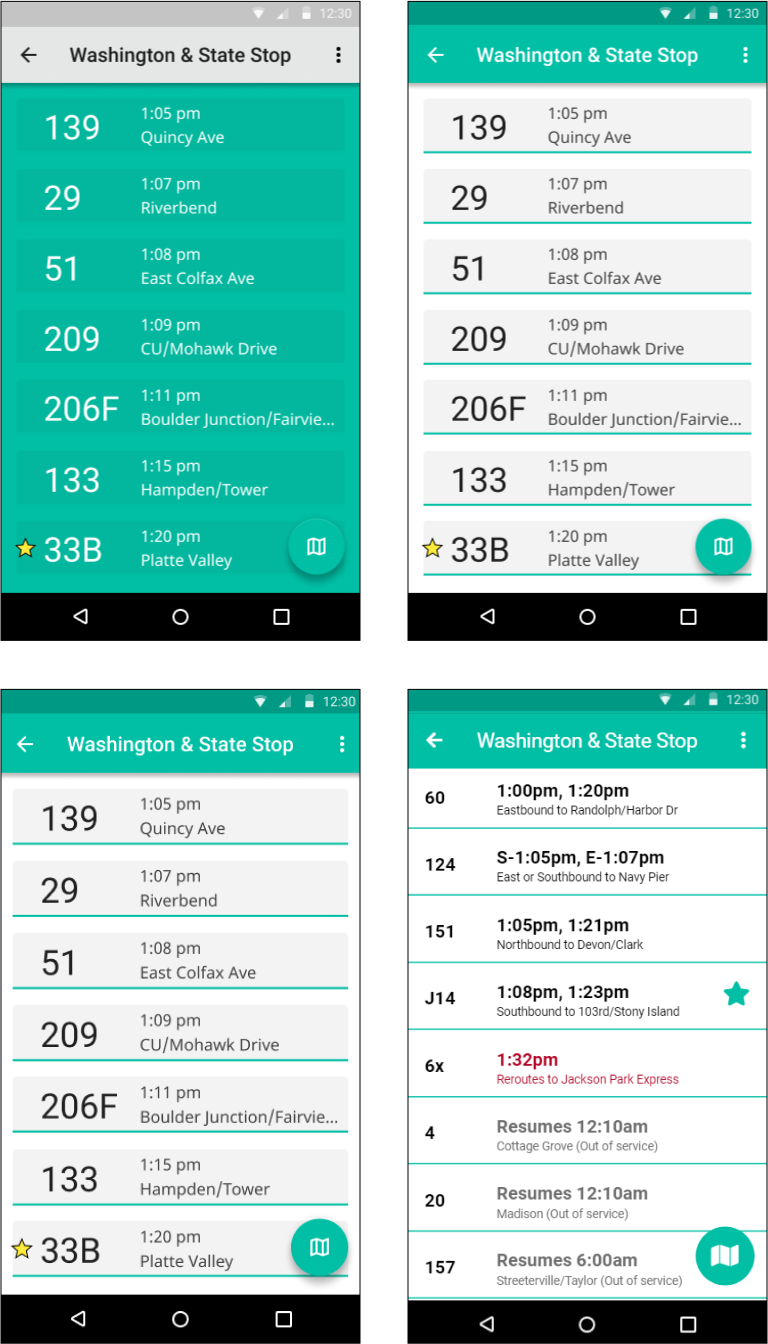 12:30
Washington & State Stop
139
1:05 pm
Quincy Ave
29
1:07 pm
Riverbend
51
1:08 pm
East Colfax Ave
209
1:09 pm
CU/Mohawk Drive
206F
1:11 pm
Boulder Junction/Fairvie...
133
1:15 pm
Hampden/Tower
33B
1:20 pm
Platte Valley
12:30
Washington & State Stop
139
1:05 pm
Quincy Ave
29
1:07 pm
Riverbend
51
1:08 pm
East Colfax Ave
209
1:09 pm
CU/Mohawk Drive
206F
1:11 pm
Boulder Junction/Fairvie...
133
1:15 pm
Hampden/Tower
33B
1:20 pm
Platte Valley
12:30
Washington & State Stop
139
1:05 pm
Quincy Ave
29
1:07 pm
Riverbend
51
1:08 pm
East Colfax Ave
209
1:09 pm
CU/Mohawk Drive
206F
1:11 pm
Boulder Junction/Fairvie...
133
1:15 pm
Hampden/Tower
33B
1:20 pm
Platte Valley
12:30
Washington & State Stop
60
1:00pm, 1:20pm
Eastbound to Randolph/Harbor Dr
124
S-1:05pm, E-1:07pm
East or Southbound to Navy Pier
151
1:05pm, 1:21pm
Northbound to Devon/Clark
J14
1:08pm, 1:23pm
Southbound to 103rd/Stony Island
6x
1:32pm
Reroutes to Jackson Park Express
4
Resumes 12:10am
Cottage Grove (Out of service)
20
Resumes 12:10am
Madison (Out of service)
157
Resumes 6:00am
Streeterville/Taylor (Out of service)